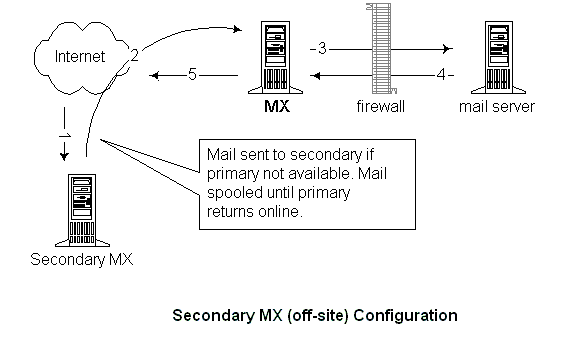 Internet
2
3
5
4
MX
firewall
mail server
1
Mail sent to secondary if
primary not available. Mail
spooled until primary
returns online.
Secondary MX
Secondary MX (off-site) Configuration